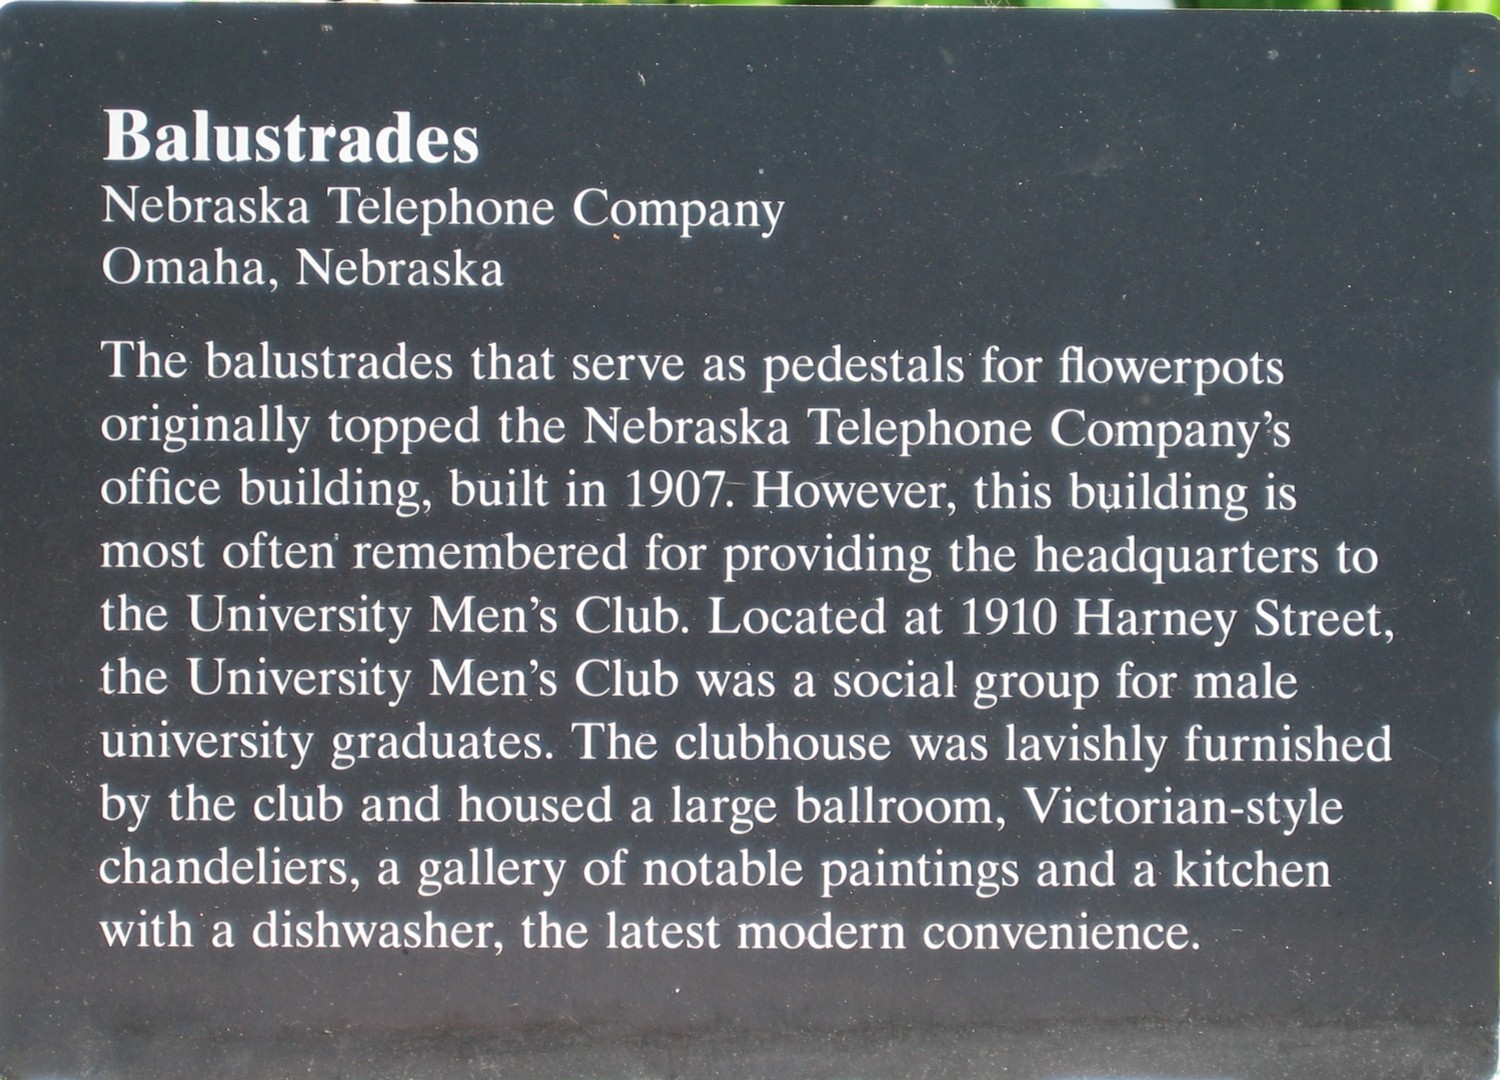 Balustrades
Nebraska Telephone Company
Omaha, Nebraska
The balustrades that serve as pedestals for flowerpots
originally topped the Nebraska Telephone Company’s
office building, built in 1907. However, this building is
most often remembered for providing the headquarters to
the University Men’s Club. Located at 1910 Harney Street,
the University Men’s Club was a social group for male
university graduates. The clubhouse was lavishly furnished
by the club and housed a large ballroom, Victorian-style
chandeliers, a gallery of notable paintings and a kitchen
with a dishwasher, the latest modern convenience.